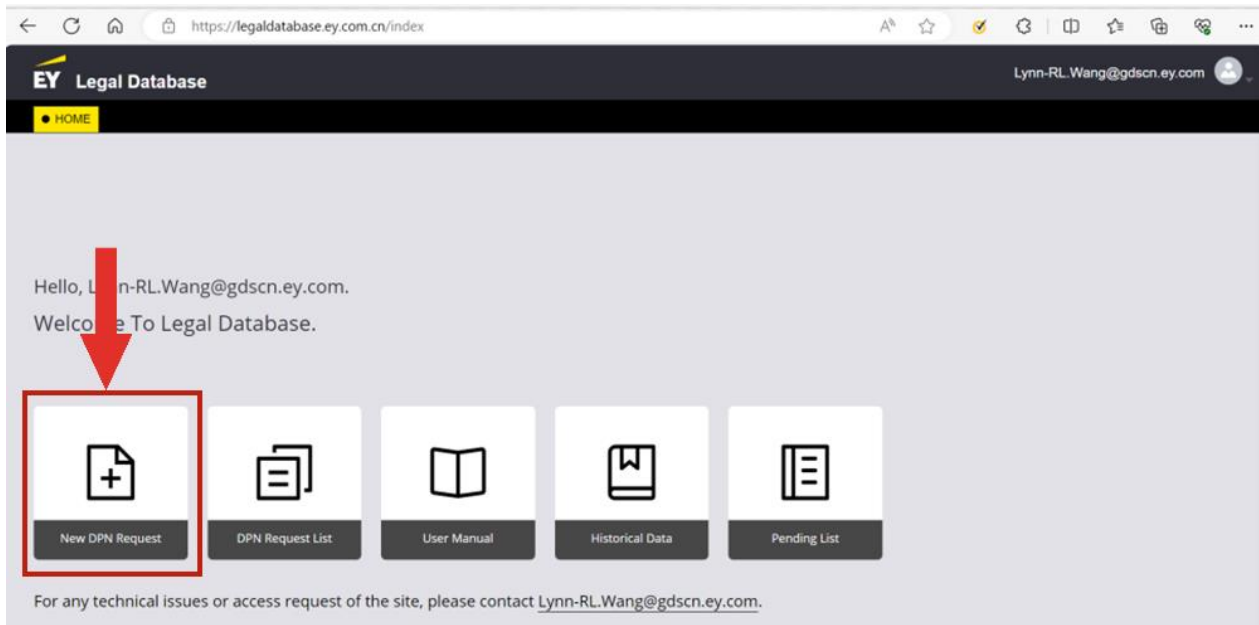 https://legaldatabase.ey.com.cn/index
EY Legal Database
Lynn-RL.Wang@gdscn.ey.com
HOME
Hello, L n-RL.Wang@gdscn.ey.com.
Welco e To Legal Database.
New DPN Request
DPN Request List
User Manual
Historical Data
Pending List
For any technical issues or access request of the site, please contact Lynn-RL.Wang@gdscn.ey.com.